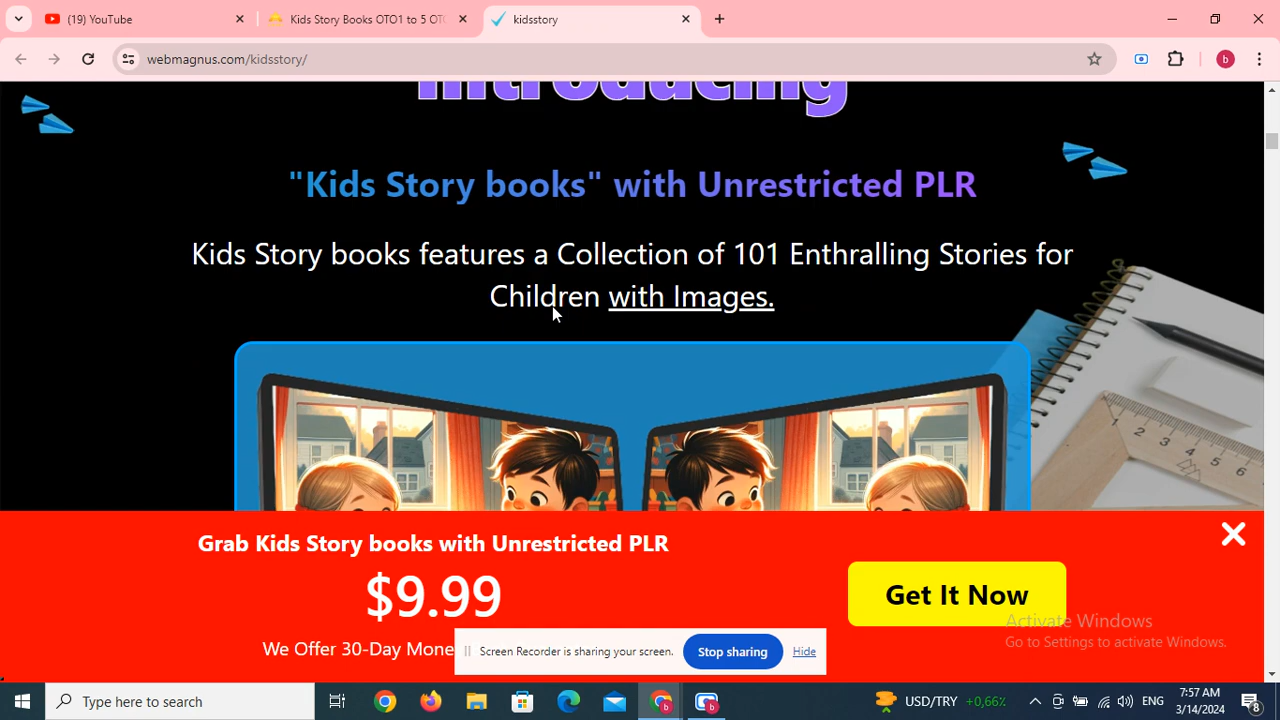 (19) YouTube
Kids Story Books OTO1 to 5 OTO
kidsstory
webmagnus.com/kidsstory/
b
Introducing
"Kids Story books" with Unrestricted PLR
Kids Story books features a Collection of 101 Enthralling Stories for
Children with Images.
Grab Kids Story books with Unrestricted PLR
$9.99
Get It Now
We Offer 30-Day Mone
Activate Windows
Go to Settings to activate Windows.
Screen Recorder is sharing your screen.
Stop sharing
Hide
Type here to search
USD/TRY +0,66%
ENG
7:57 AM
3/14/2024
8